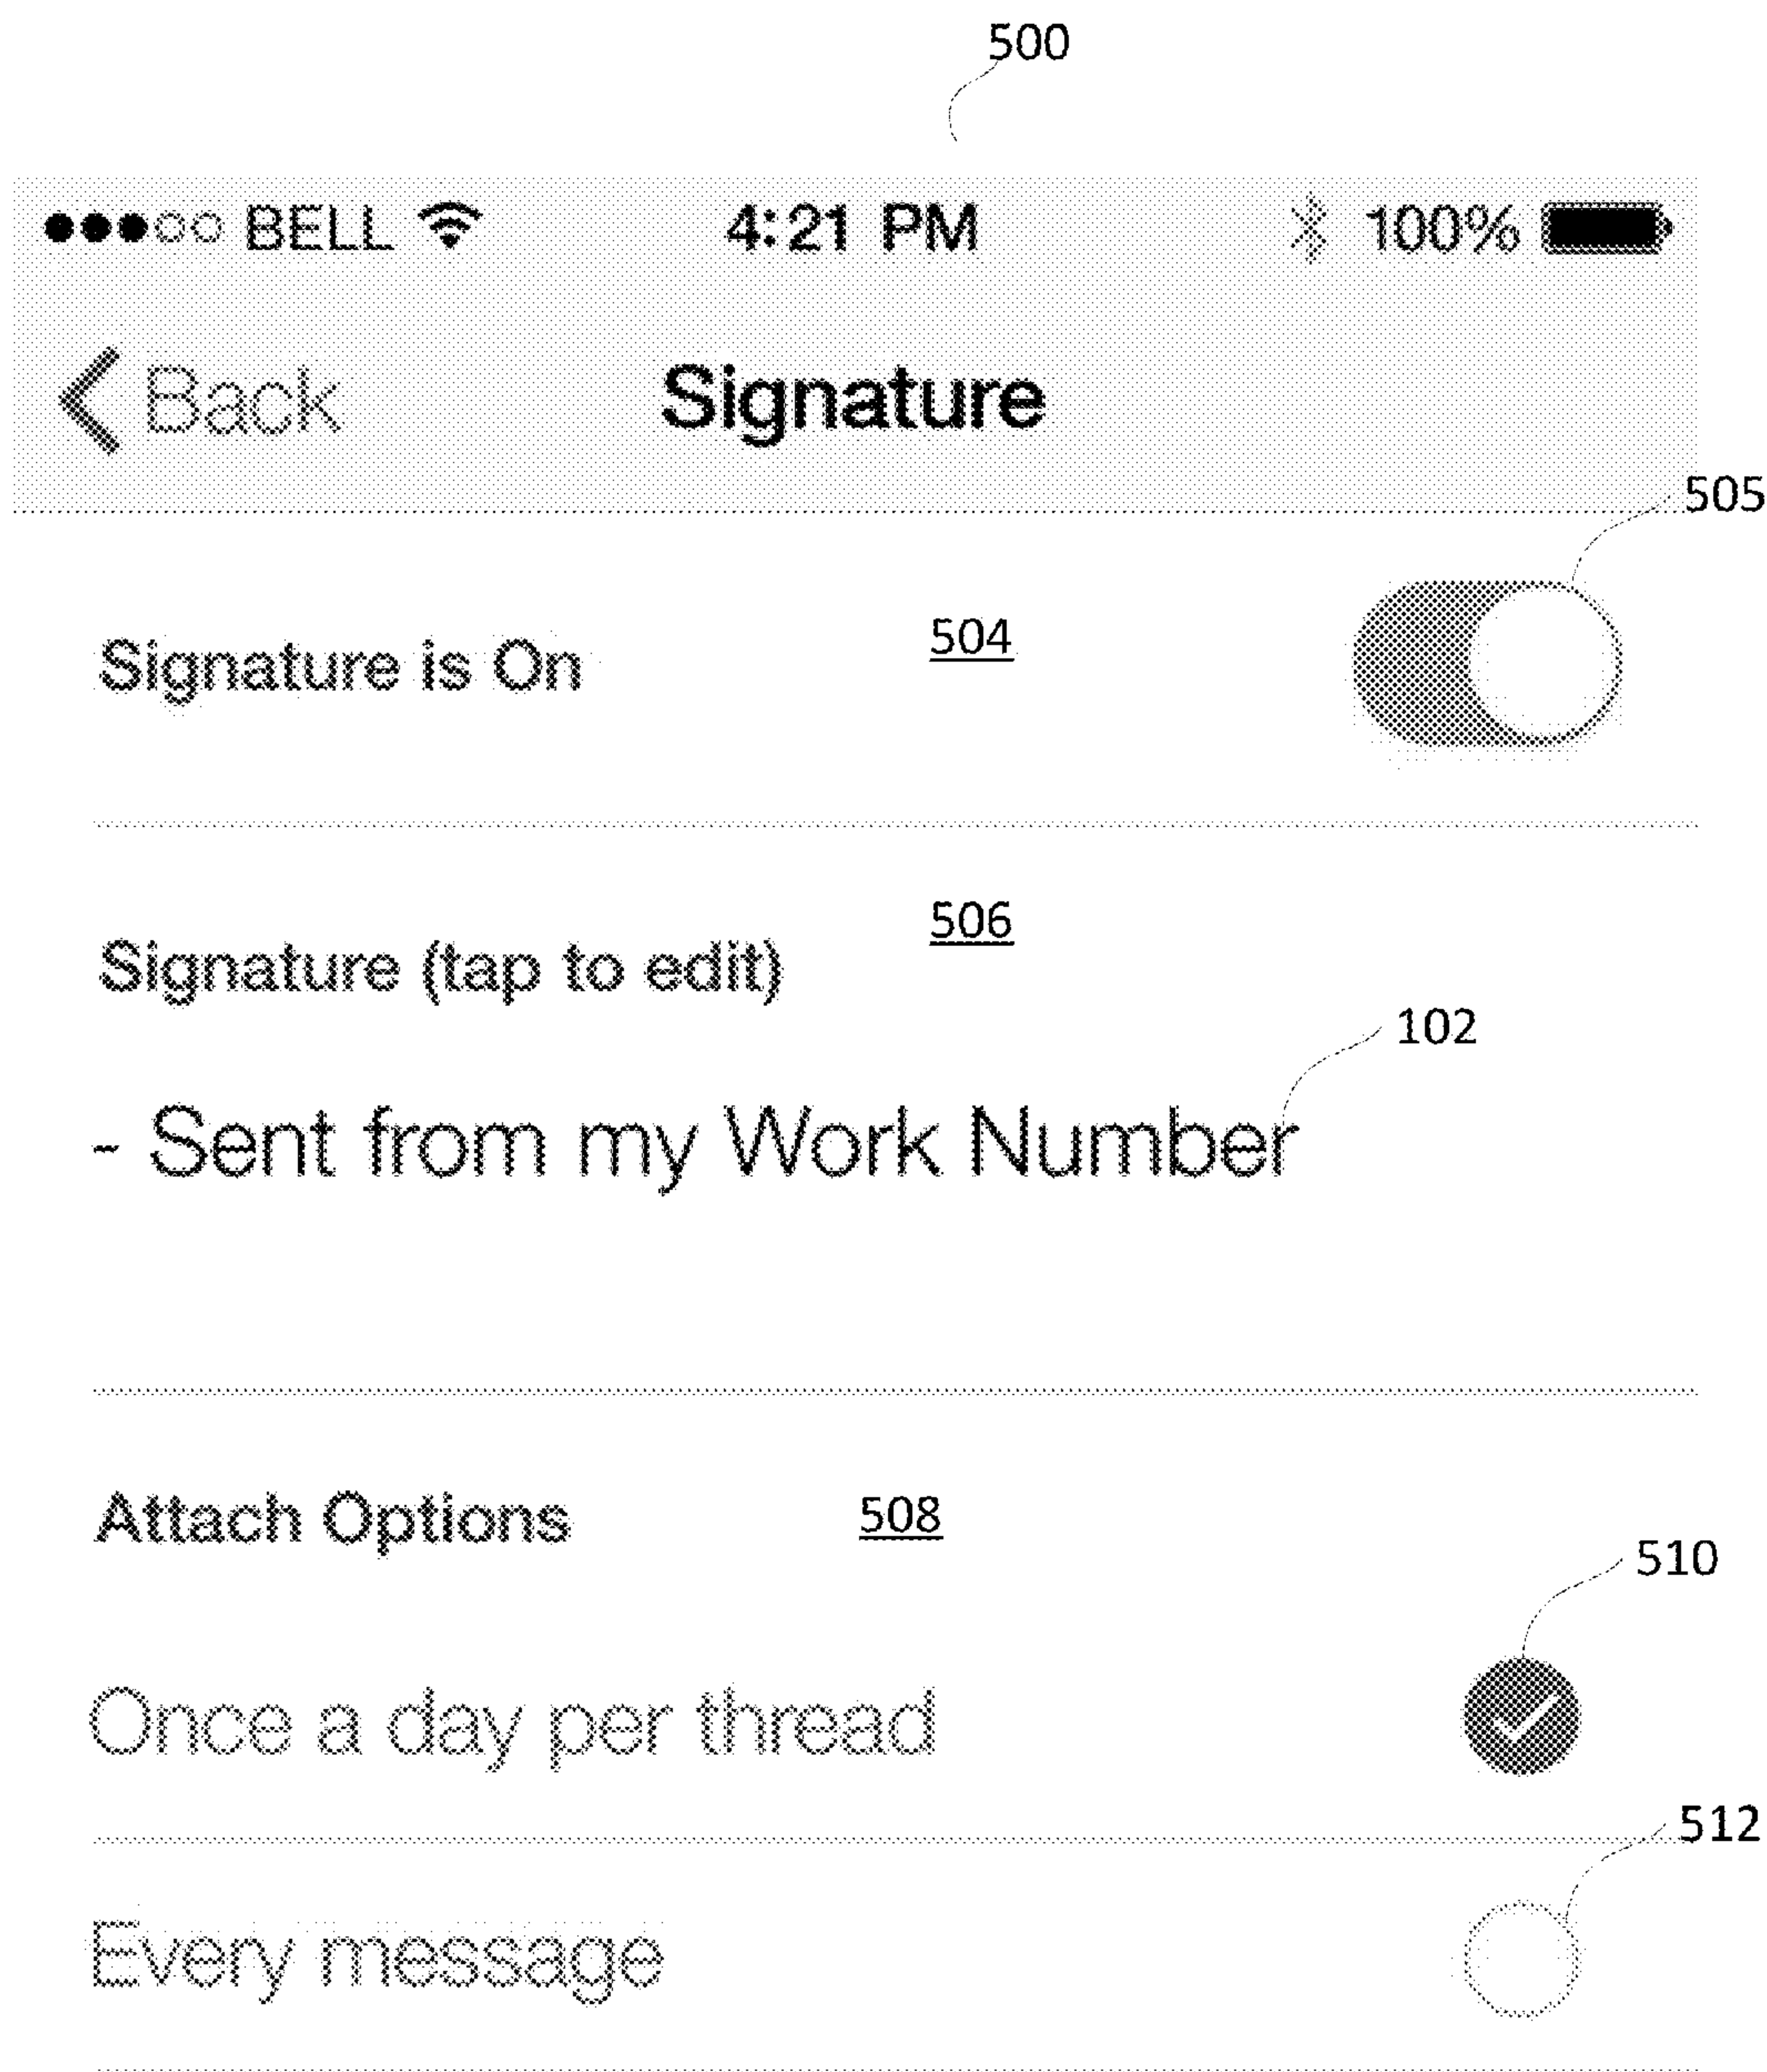 500
BELL 4:21 PM 100%
Back Signature
505
Signature is On 504
506
Signature (tap to edit)
102
- Sent from my Work Number
Attach Options 508
510
Once a day per thread
512
Every message